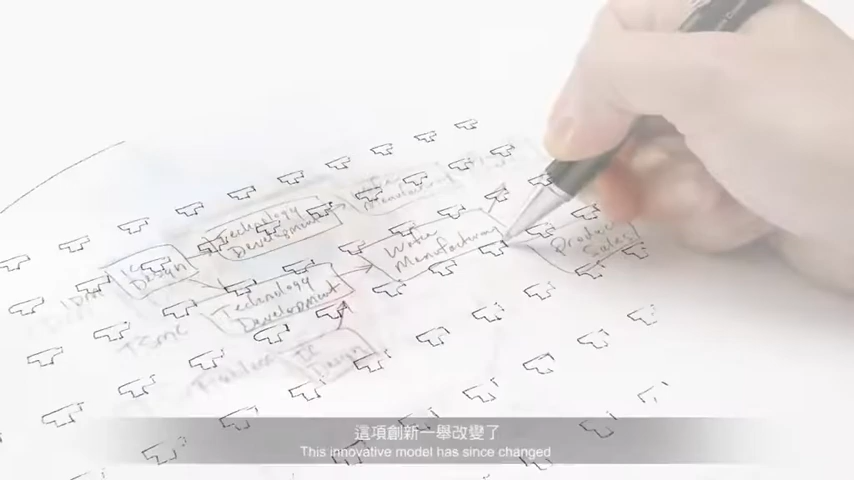 Technology
Development
IC
Design
IDM
Technology
Development
Wafer
Manufacturing
Product
Sales
TSMC
IC
Design
這項創新一舉改變了
This innovative model has since changed